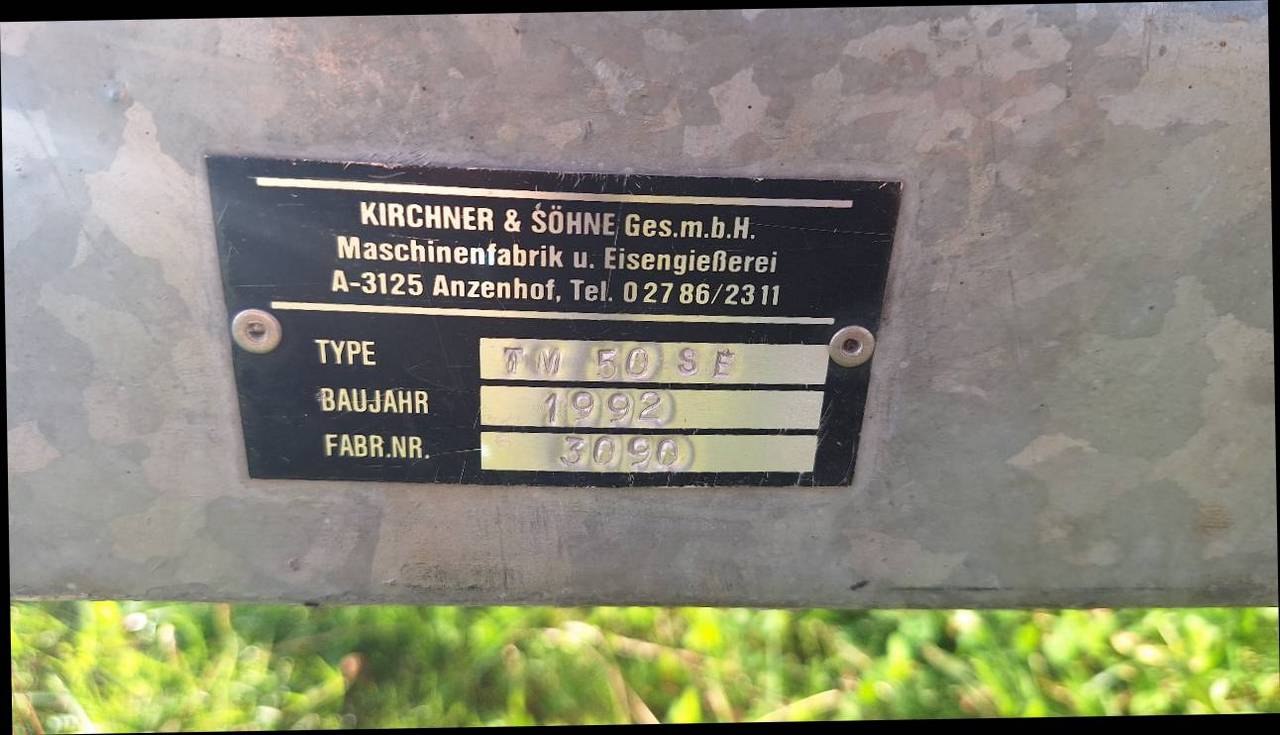 KIRCHNER & SÖHNE Ges.m.b.H.
Maschinenfabrik u. Eisengießerei
A-3125 Anzenhof, Tel. 02786/2311
TYPE TM 50 SE
BAUJAHR 1992
FABR.NR. 3090